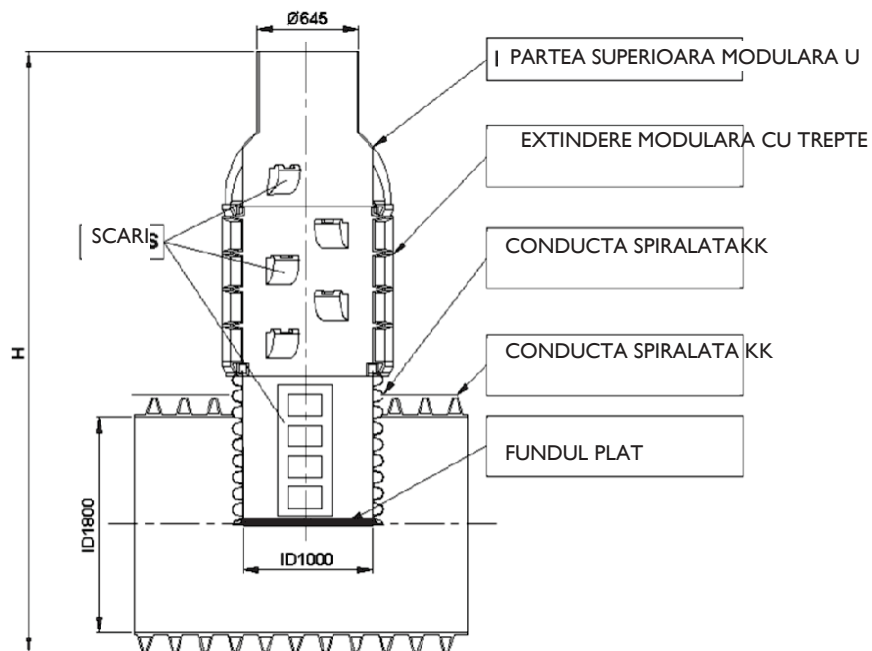 Ø645
PARTEA SUPERIOARA MODULARA U
EXTINDERE MODULARA CU TREPTE
SCARI
CONDUCTA SPIRALATAKK
H
CONDUCTA SPIRALATA KK
FUNDUL PLAT
ID1800
ID1000